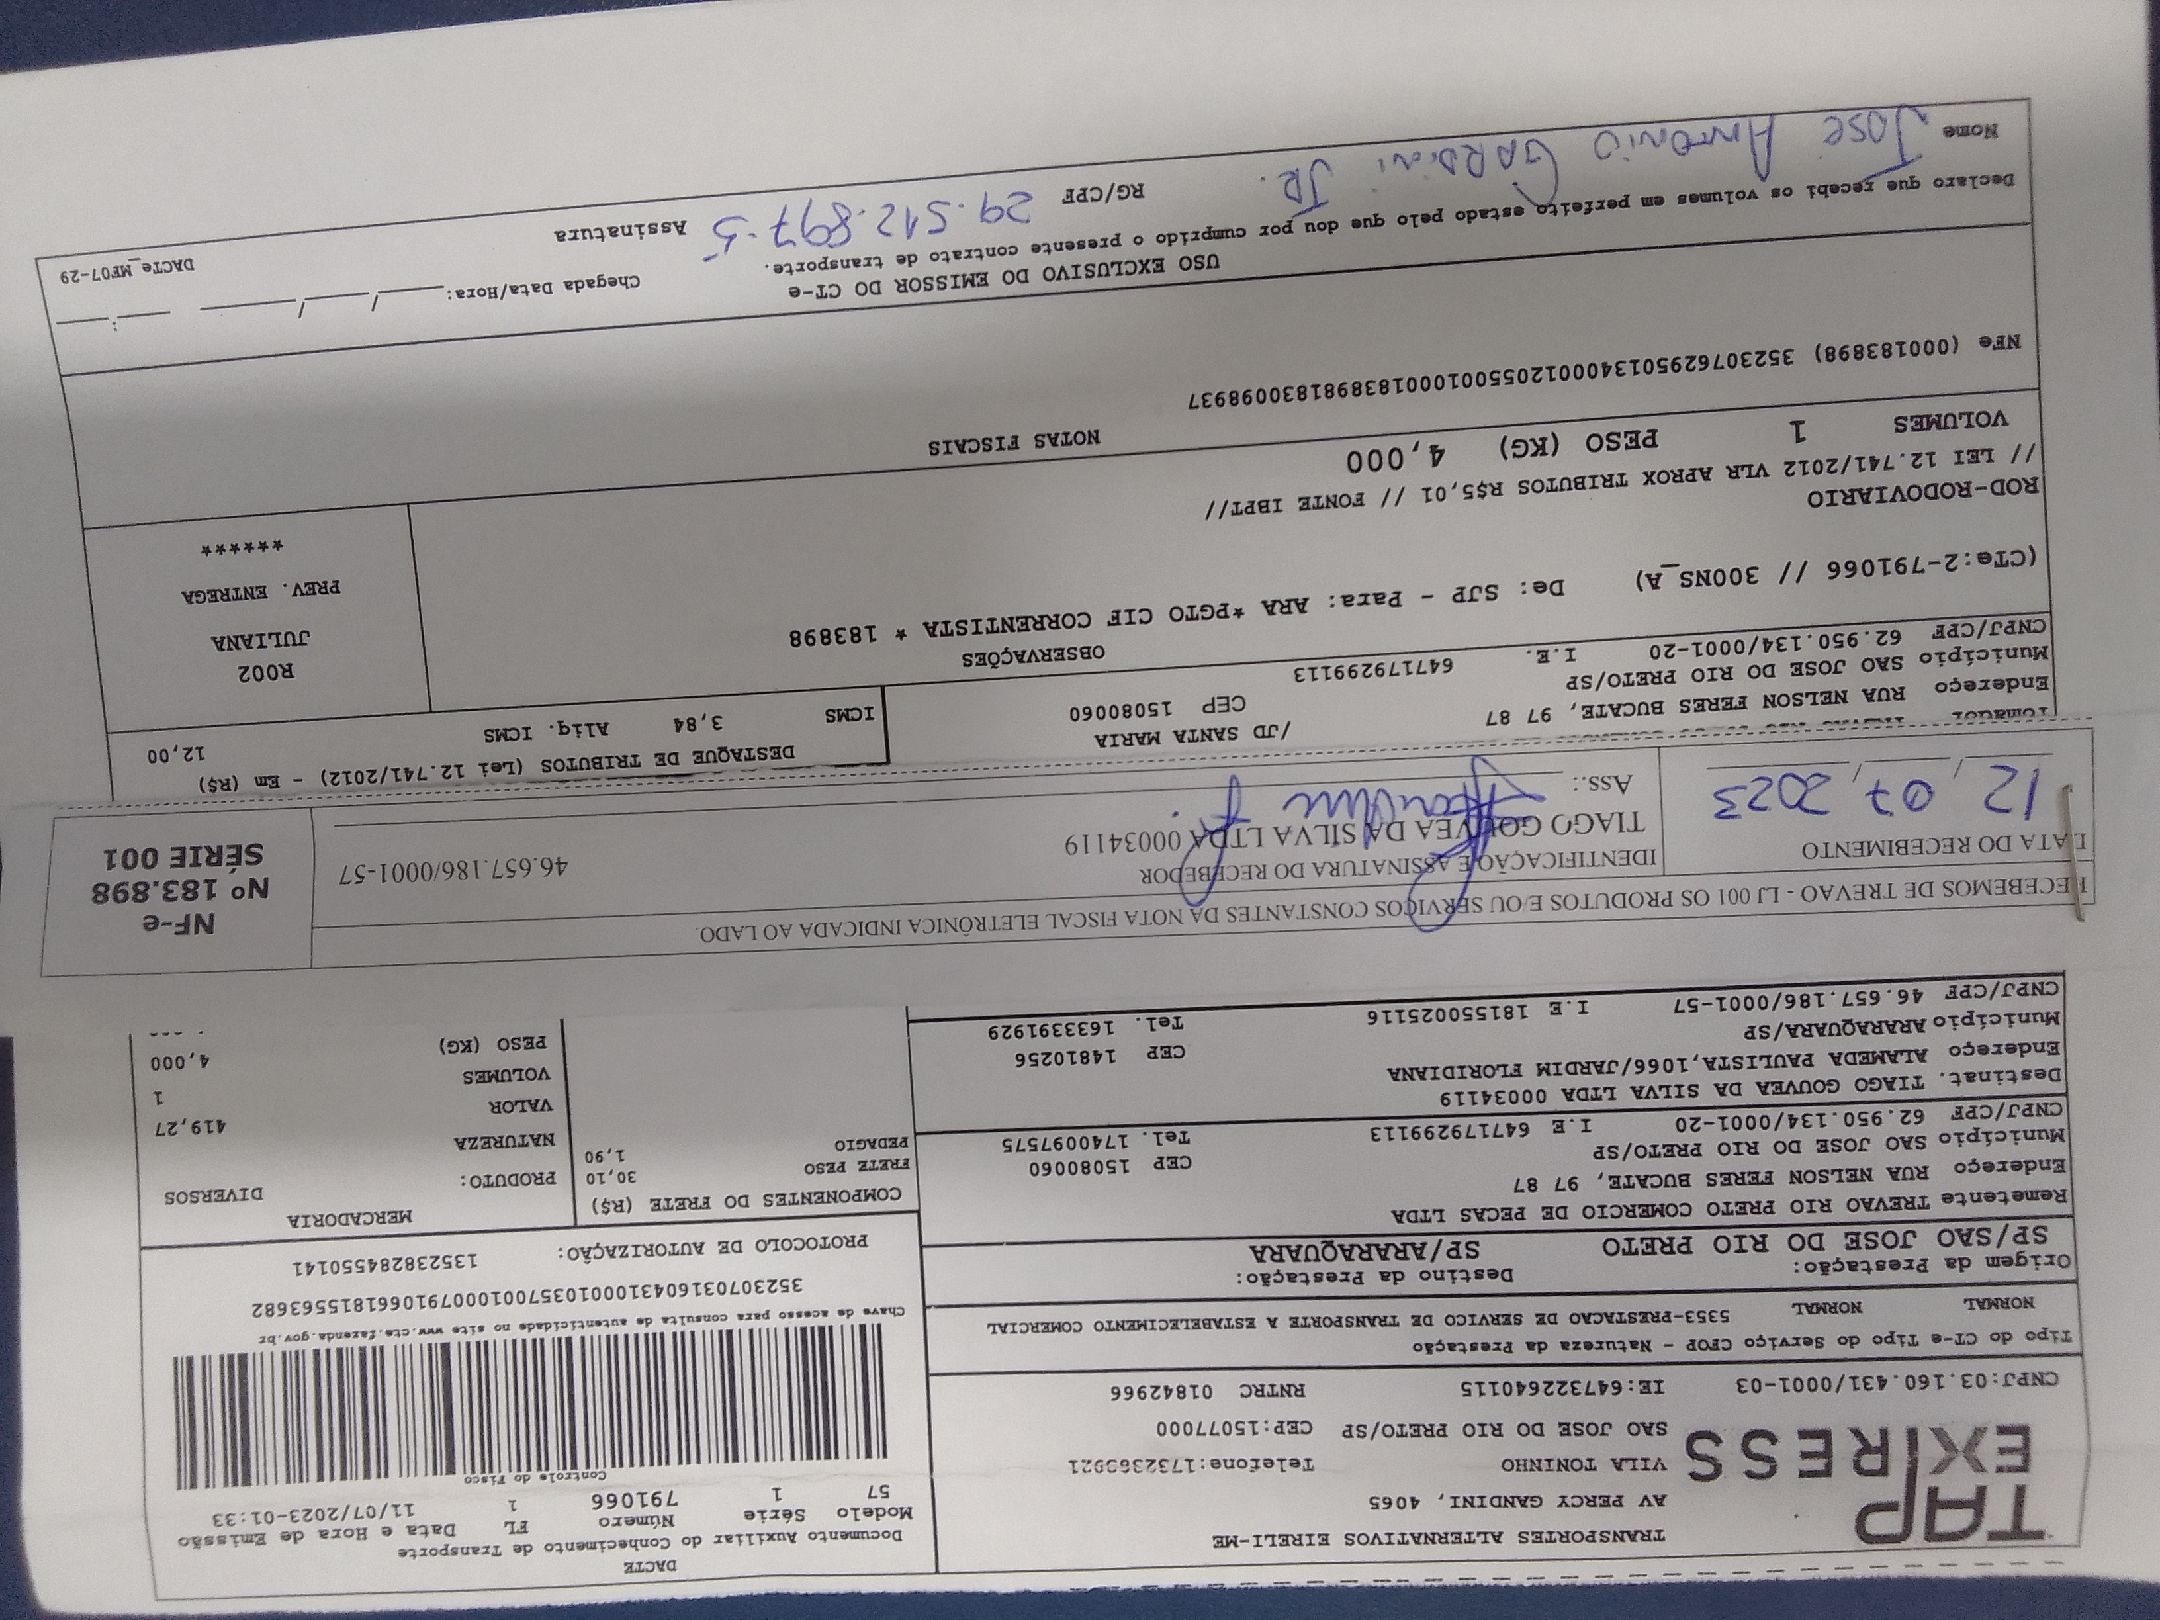 TAP
EXPRESS
TRANSPORTES ALTERNATIVOS EIRELI-ME
AV PERCY GANDINI, 4065
VILA TONINHO Telefone:
SAO JOSE DO RIO PRETO/SP CEP:15077000
CNPJ:03.160.431/0001-03 IE:647322640115 RNTRC 01842966
DACTE
Documento Auxiliar do Conhecimento de Transporte
Modelo Série Número FL Data e Hora de Emissão
57 1 791066 1 11/07/2023-01:33
Controle do Fisco
Chave de acesso para consulta de autenticidade no site www.cte.fazenda.gov.br
35230703160431000103570010007910661815563682
PROTOCOLO DE AUTORIZAÇÃO: 135238284550141
Tipo do CT-e Tipo do Serviço CFOP - Natureza da Prestação
NORMAL NORMAL 5353-PRESTACAO DE SERVICO DE TRANSPORTE A ESTABELECIMENTO COMERCIAL
Origem da Prestação: Destino da Prestação:
SP/SAO JOSE DO RIO PRETO SP/ARARAQUARA
Remetente TREVAO RIO PRETO COMERCIO DE PECAS LTDA
Endereço RUA NELSON FERES BUCATE, 97 87
Município SAO JOSE DO RIO PRETO/SP CEP 15080060
CNPJ/CPF 62.950.134/0001-20 I.E 647179299113 Tel. 1740097575
Destinat. TIAGO GOUVEA DA SILVA LTDA 00034119
Endereço ALAMEDA PAULISTA,1066/JARDIM FLORIDIANA
Município ARARAQUARA/SP CEP 14810256
CNPJ/CPF 46.657.186/0001-57 I.E 181550025116 Tel. 1633391929
COMPONENTES DO FRETE (R$)
FRETE PESO 30,10
PEDAGIO 1,90
MERCADORIA
PRODUTO: DIVERSOS
NATUREZA
VALOR 419,27
VOLUMES 1
PESO (KG) 4,000
RECEBEMOS DE TREVAO - LJ 001 OS PRODUTOS E/OU SERVIÇOS CONSTANTES DA NOTA FISCAL ELETRÔNICA INDICADA AO LADO.
DATA DO RECEBIMENTO
12 / 07 / 2023
IDENTIFICAÇÃO E ASSINATURA DO RECEBEDOR
TIAGO GOUVEA DA SILVA LTDA 00034119 46.657.186/0001-57
Ass.:
NF-e
Nº 183.898
SÉRIE 001
Tomador
Endereço RUA NELSON FERES BUCATE, 97 87 /JD SANTA MARIA
Município SAO JOSE DO RIO PRETO/SP CEP 15080060
CNPJ/CPF 62.950.134/0001-20 I.E. 647179299113
DESTAQUE DE TRIBUTOS (Lei 12.741/2012) - Em (R$)
ICMS 3,84 Aliq. ICMS 12,00
OBSERVAÇÕES
(CTe:2-791066 // 300NS_A) De: SJP - Para: ARA *PGTO CIF CORRENTISTA * 183898
ROD-RODOVIARIO
// LEI 12.741/2012 VLR APROX TRIBUTOS R$5,01 // FONTE IBPT//
VOLUMES 1 PESO (KG) 4,000
R002
JULIANA
PREV. ENTREGA
******
NOTAS FISCAIS
NFe (000183898) 35230762950134000120550010001838981830098937
USO EXCLUSIVO DO EMISSOR DO CT-e
Declaro que recebi os volumes em perfeito estado pelo que dou por cumprido o presente contrato de transporte.
Chegada Data/Hora: ____/____/____ ___:___
Nome JOSÉ ANTONIO GARDINI JR. RG/CPF 29.512.897-5 Assinatura
DACTe_MF07-29